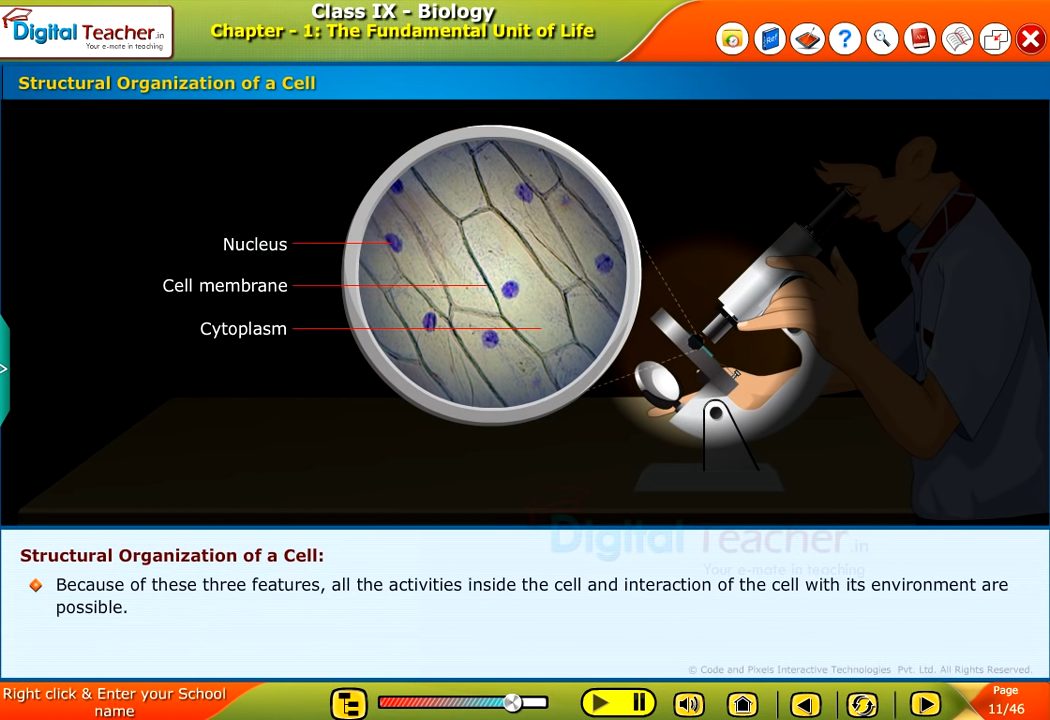 Digital Teacher.in
Your e-mate in teaching
Class IX - Biology
Chapter - 1: The Fundamental Unit of Life
Structural Organization of a Cell
Nucleus
Cell membrane
Cytoplasm
Digital Teacher.in
Your e-mate in teaching
Structural Organization of a Cell:
Because of these three features, all the activities inside the cell and interaction of the cell with its environment are
possible.
© Code and Pixels Interactive Technologies Pvt. Ltd. All Rights Reserved.
Right click & Enter your School
name
Page
11/46